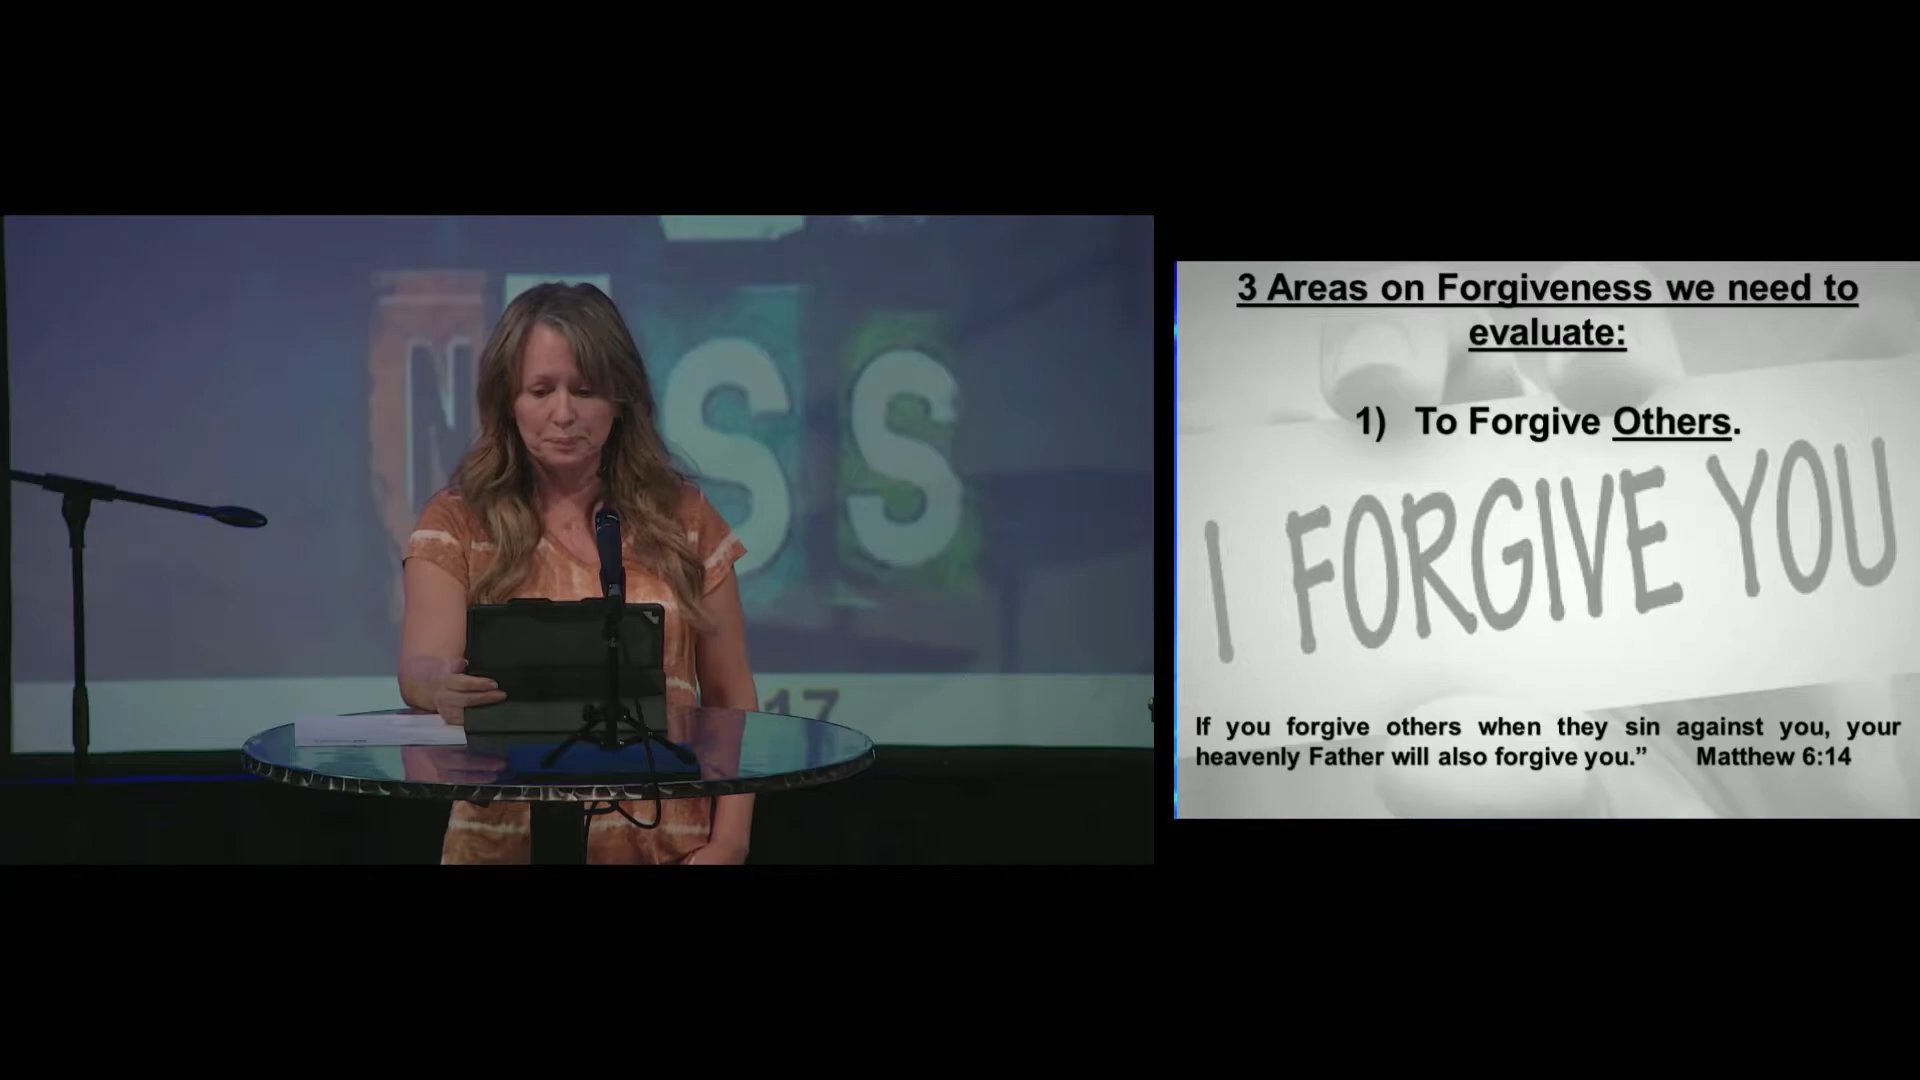 SS
17
3 Areas on Forgiveness we need to
evaluate:
1) To Forgive Others.
I FORGIVE YOU
If you forgive others when they sin against you, your
heavenly Father will also forgive you.” Matthew 6:14